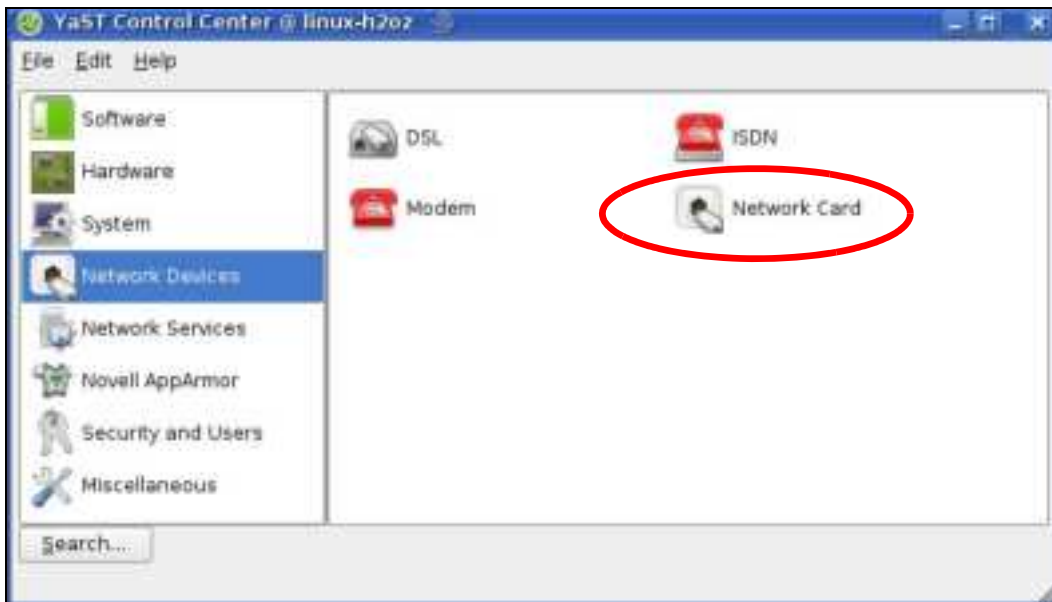 YaST Control Center @ linux-h2oz
File Edit Help
Software
Hardware
System
Network Devices
Network Services
Novell AppArmor
Security and Users
Miscellaneous
DSL
ISDN
Modem
Network Card
Search...